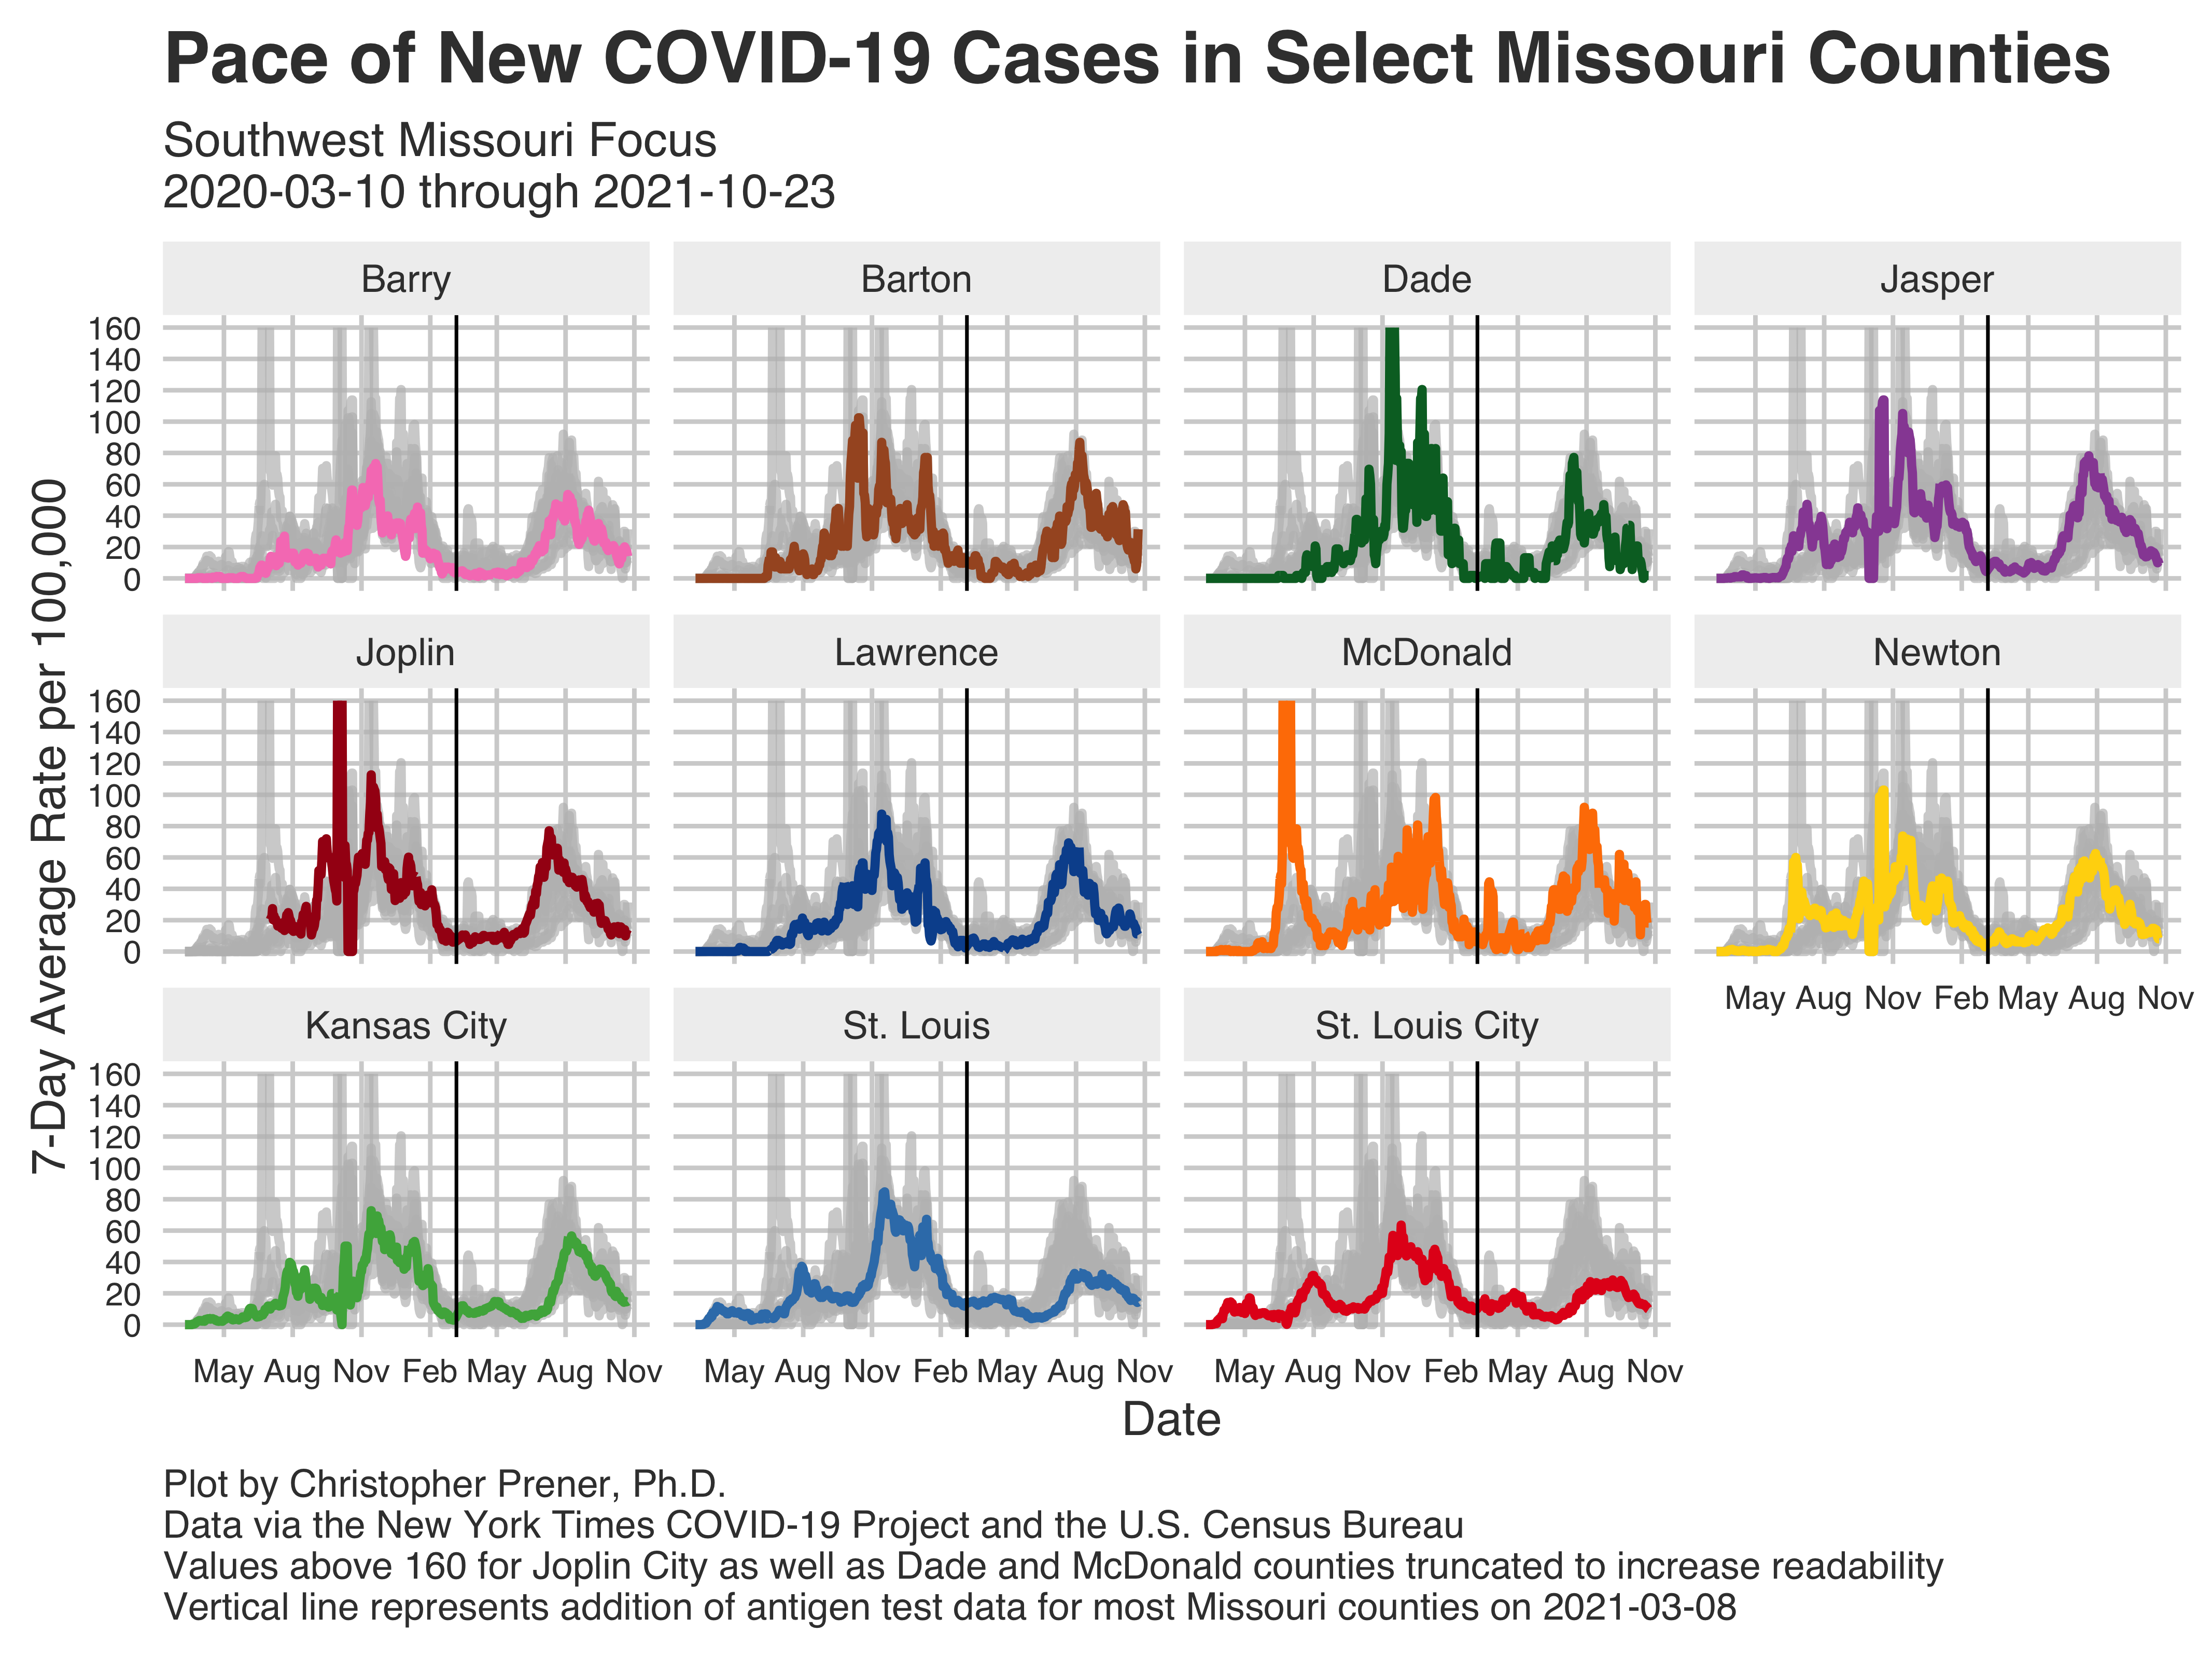 Pace of New COVID-19 Cases in Select Missouri Counties
Southwest Missouri Focus
2020-03-10 through 2021-10-23
Barry
Barton
Dade
Jasper
160
140
120
100
80
60
40
20
0
Joplin
Lawrence
McDonald
Newton
160
140
120
100
80
60
40
20
0
May Aug Nov Feb May Aug Nov
Kansas City
St. Louis
St. Louis City
160
140
120
100
80
60
40
20
0
May Aug Nov Feb May Aug Nov
May Aug Nov Feb May Aug Nov
May Aug Nov Feb May Aug Nov
7-Day Average Rate per 100,000
Date
Plot by Christopher Prener, Ph.D.
Data via the New York Times COVID-19 Project and the U.S. Census Bureau
Values above 160 for Joplin City as well as Dade and McDonald counties truncated to increase readability
Vertical line represents addition of antigen test data for most Missouri counties on 2021-03-08